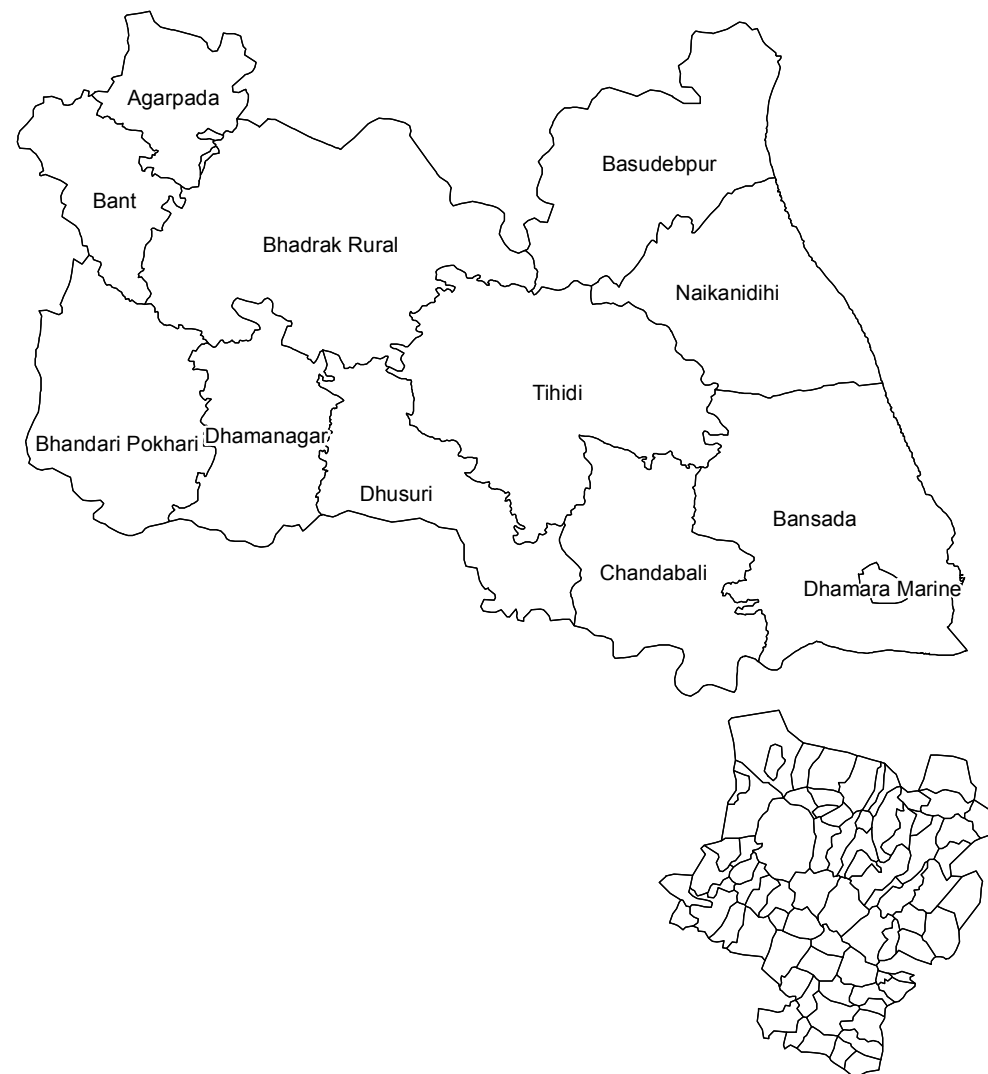 Agarpada
Basudebpur
Bant
Bhadrak Rural
Naikanidihi
Tihidi
Bhandari Pokhari
Dhamanagar
Dhusuri
Bansada
Chandabali
Dhamara Marine